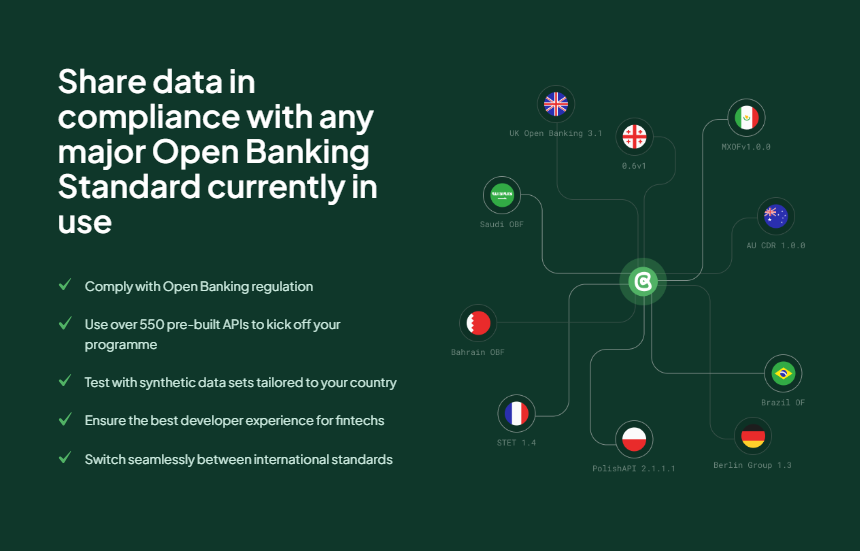 Share data in
compliance with any
major Open Banking
Standard currently in
use
Comply with Open Banking regulation
Use over 550 pre-built APIs to kick off your
programme
Test with synthetic data sets tailored to your country
Ensure the best developer experience for fintechs
Switch seamlessly between international standards
UK Open Banking 3.1
0.6v1
MXOFv1.0.0
Saudi OBF
AU CDR 1.0.0
Bahrain OBF
Brazil OF
STET 1.4
PolishAPI 2.1.1.1
Berlin Group 1.3